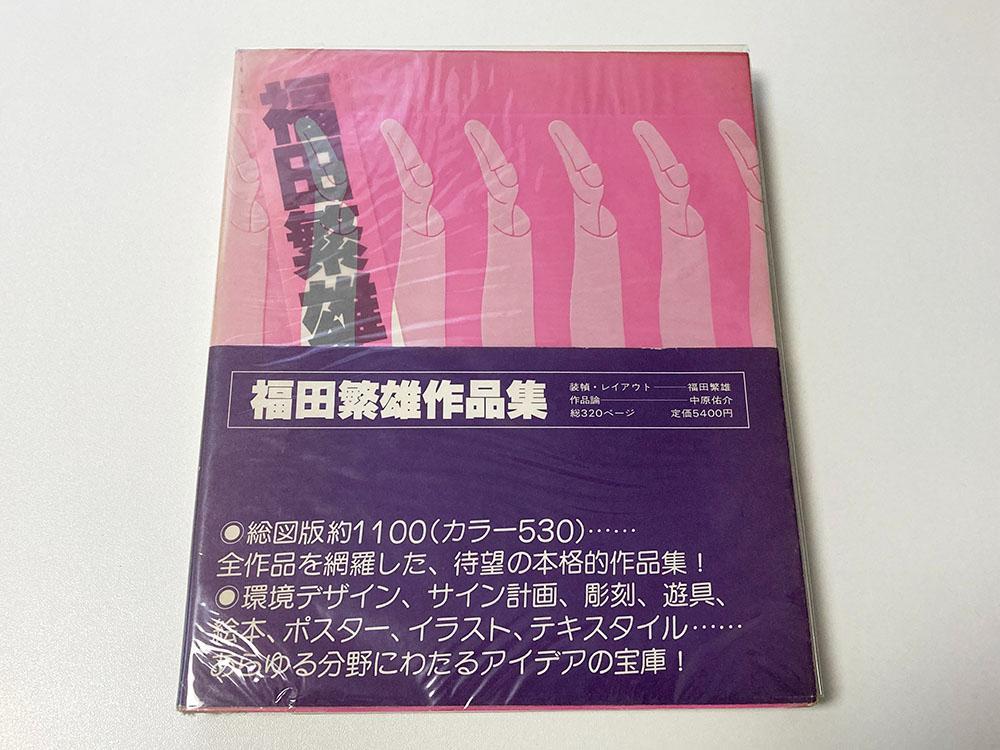 福田繁雄
福田繁雄作品集
装幀・レイアウト――福田繁雄
作品論――中原佑介
総320ページ 定価5400円
●総図版約1100(カラー530)……
全作品を網羅した、待望の本格的作品集！
●環境デザイン、サイン計画、彫刻、遊具、
絵本、ポスター、イラスト、テキスタイル……
あらゆる分野にわたるアイデアの宝庫！